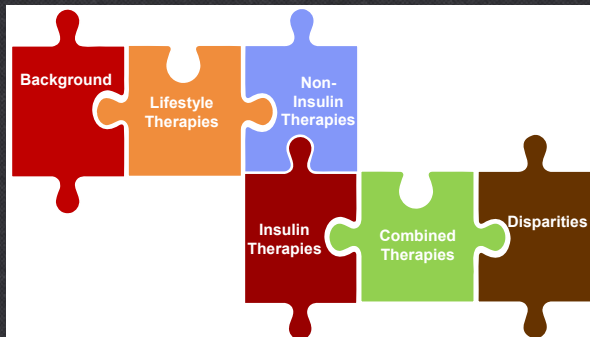 Background
Lifestyle
Therapies
Non-
Insulin
Therapies
Insulin
Therapies
Combined
Therapies
Disparities